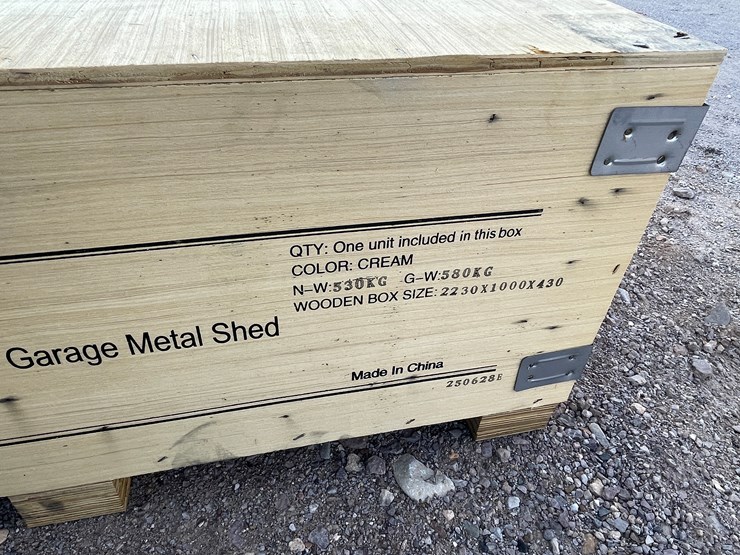 QTY: One unit included in this box
COLOR: CREAM
N-W:530KG G-W:580KG
WOODEN BOX SIZE:2230X1000X430
Garage Metal Shed
Made In China
250628E